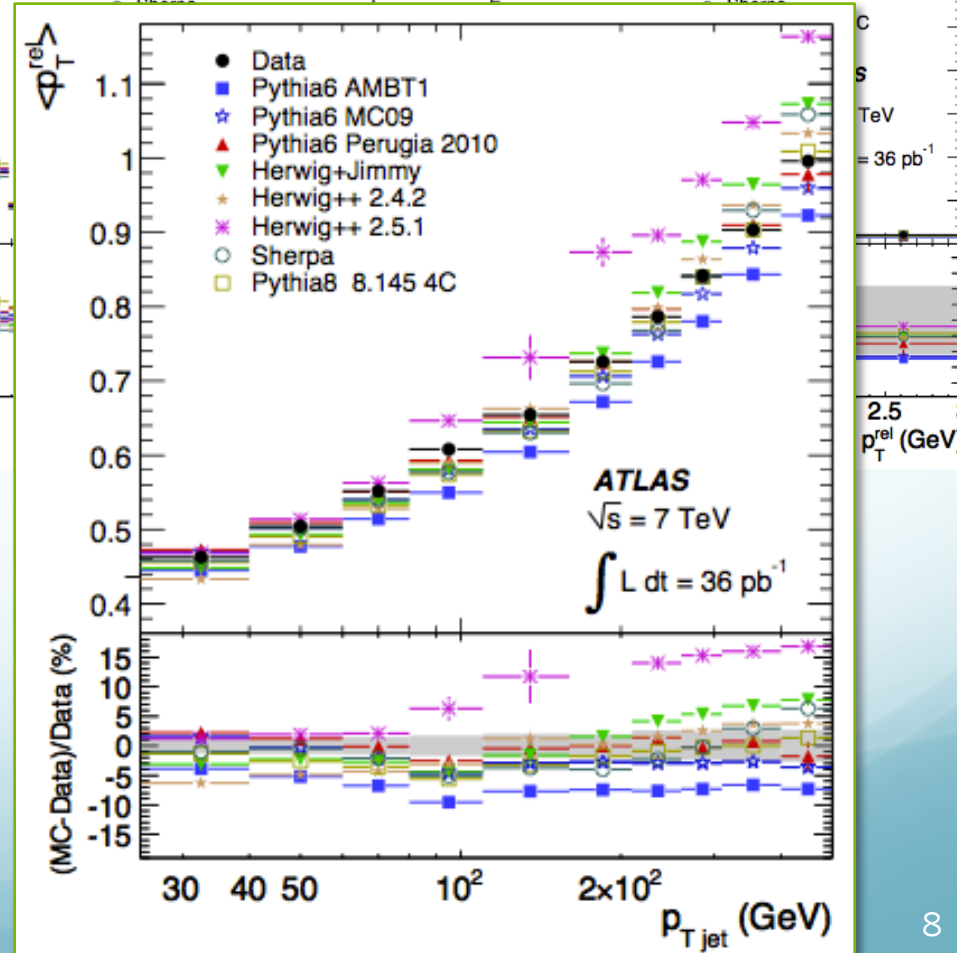 Sherpa
Sherpa
<p_T^rel>
1.1
1
0.9
0.8
0.7
0.6
0.5
0.4
Data
Pythia6 AMBT1
Pythia6 MC09
Pythia6 Perugia 2010
Herwig+Jimmy
Herwig++ 2.4.2
Herwig++ 2.5.1
Sherpa
Pythia8 8.145 4C
ATLAS
√s = 7 TeV
∫ L dt = 36 pb⁻¹
(MC-Data)/Data (%)
15
10
5
0
-5
-10
-15
30 40 50 10² 2×10²
p_T jet (GeV)
C
S
TeV
= 36 pb⁻¹
2.5
p_T^rel (GeV)
8